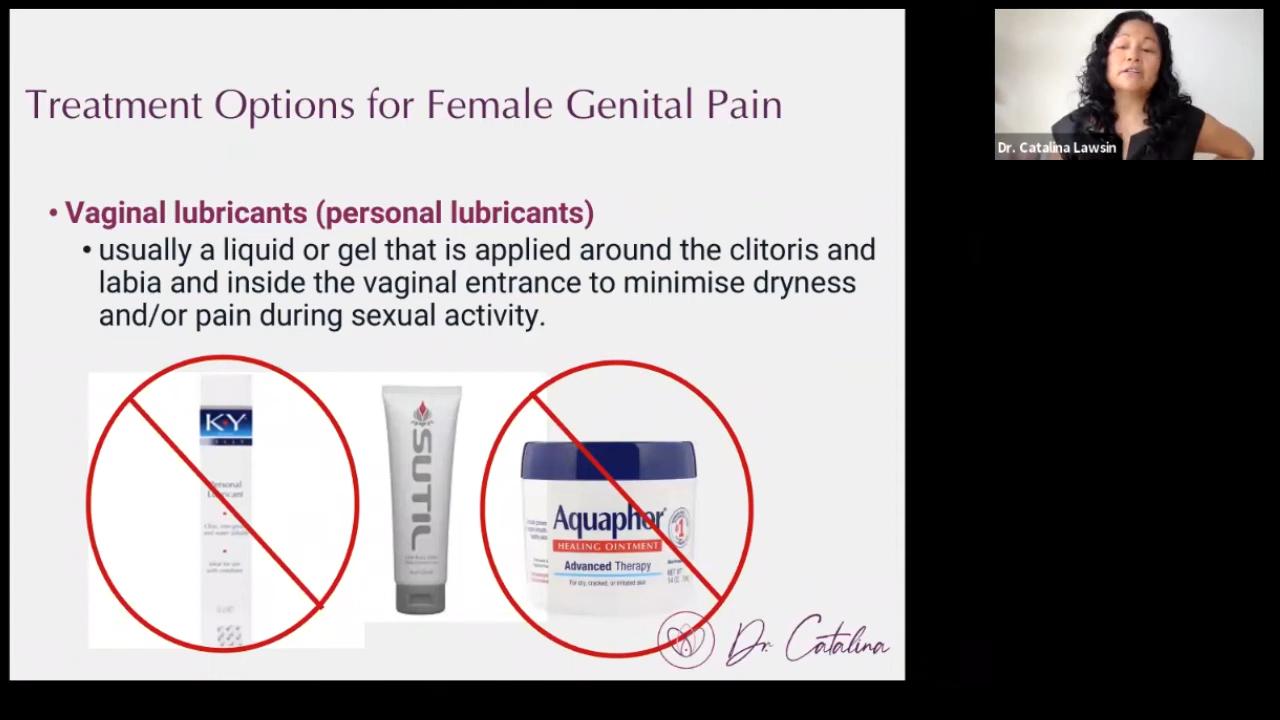 Treatment Options for Female Genital Pain
Dr. Catalina Lawsin
• Vaginal lubricants (personal lubricants)
• usually a liquid or gel that is applied around the clitoris and
labia and inside the vaginal entrance to minimise dryness
and/or pain during sexual activity.
K-Y
Personal
Lubricant
SUTIL
Aquaphor
HEALING OINTMENT
Advanced Therapy
For dry, cracked, or irritated skin
#1
Dr. Catalina